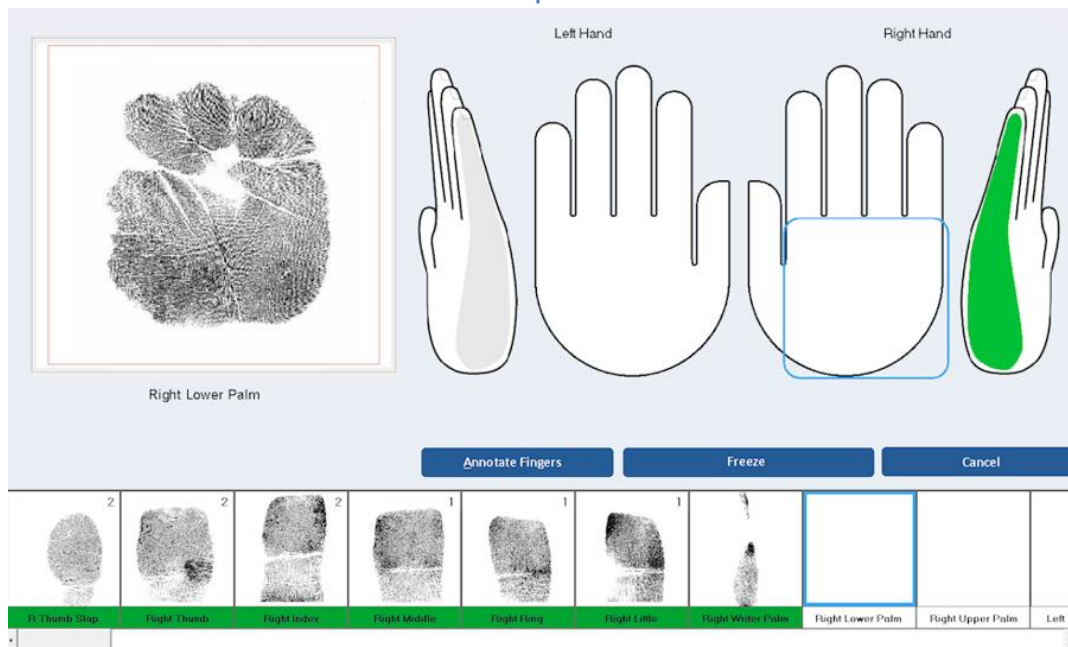 Left Hand
Right Hand
Right Lower Palm
Annotate Fingers
Freeze
Cancel
2
2
2
1
1
1
R Thumb Slap
Right Thumb
Right Index
Right Middle
Right Ring
Right Little
Right Writer Palm
Right Lower Palm
Right Upper Palm
Left